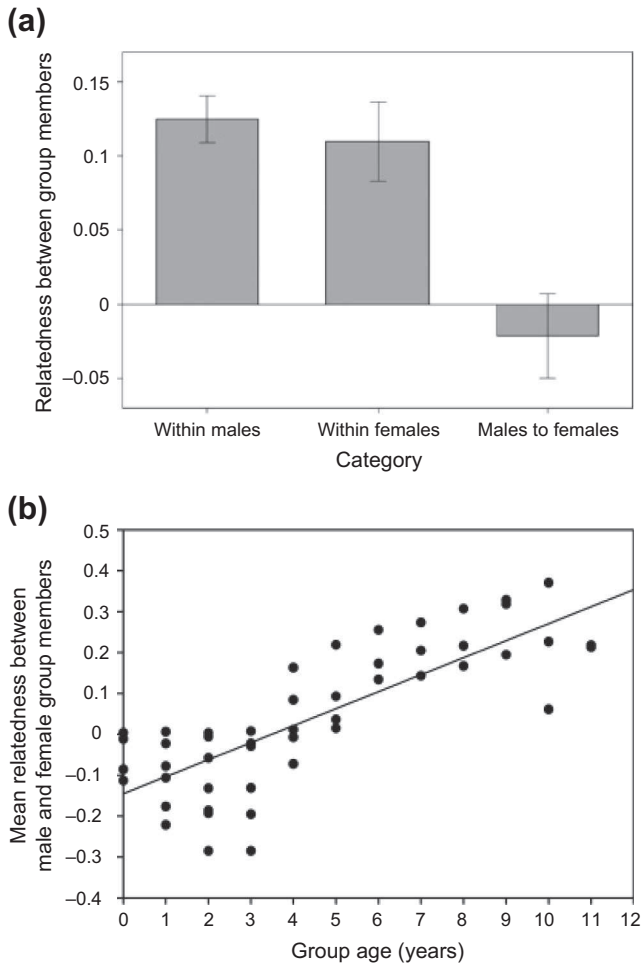 (a)
Relatedness between group members
0.15
0.1
0.05
0
–0.05
Within males Within females Males to females
Category
(b)
Mean relatedness between
male and female group members
0.5
0.4
0.3
0.2
0.1
0
–0.1
–0.2
–0.3
–0.4
0 1 2 3 4 5 6 7 8 9 10 11 12
Group age (years)